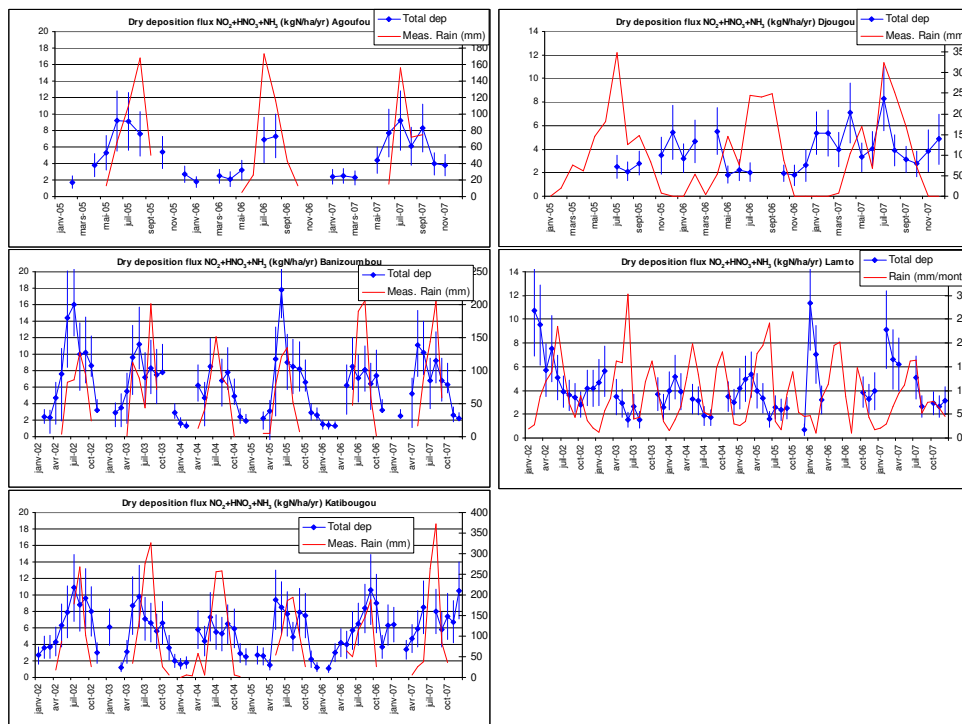 Dry deposition flux NO2+HNO3+NH3 (kgN/ha/yr) Agoufou
Total dep
Meas. Rain (mm)
20
18
16
14
12
10
8
6
4
2
0
200
180
160
140
120
100
80
60
40
20
0
janv-05
mars-05
mai-05
juil-05
sept-05
nov-05
janv-06
mars-06
mai-06
juil-06
sept-06
nov-06
janv-07
mars-07
mai-07
juil-07
sept-07
nov-07
Dry deposition flux NO2+HNO3+NH3 (kgN/ha/yr) Djougou
Total dep
Meas. Rain (mm
14
12
10
8
6
4
2
0
35
30
25
20
15
10
5
0
janv-05
mars-05
mai-05
juil-05
sept-05
nov-05
janv-06
mars-06
mai-06
juil-06
sept-06
nov-06
janv-07
mars-07
mai-07
juil-07
sept-07
nov-07
Dry deposition flux NO2+HNO3+NH3 (kgN/ha/yr) Banizoumbou
Total dep
Meas. Rain (mm)
20
18
16
14
12
10
8
6
4
2
0
250
200
150
100
50
0
janv-02
avr-02
juil-02
oct-02
janv-03
avr-03
juil-03
oct-03
janv-04
avr-04
juil-04
oct-04
janv-05
avr-05
juil-05
oct-05
janv-06
avr-06
juil-06
oct-06
janv-07
avr-07
juil-07
oct-07
Dry deposition flux NO2+HNO3+NH3 (kgN/ha/yr) Lamto
Total dep
Rain (mm/mont
14
12
10
8
6
4
2
0
3
2
2
1
1
5
0
janv-02
avr-02
juil-02
oct-02
janv-03
avr-03
juil-03
oct-03
janv-04
avr-04
juil-04
oct-04
janv-05
avr-05
juil-05
oct-05
janv-06
avr-06
juil-06
oct-06
janv-07
avr-07
juil-07
oct-07
Dry deposition flux NO2+HNO3+NH3 (kgN/ha/yr) Katibougou
Total dep
Meas. Rain (mm)
20
18
16
14
12
10
8
6
4
2
0
400
350
300
250
200
150
100
50
0
janv-02
avr-02
juil-02
oct-02
janv-03
avr-03
juil-03
oct-03
janv-04
avr-04
juil-04
oct-04
janv-05
avr-05
juil-05
oct-05
janv-06
avr-06
juil-06
oct-06
janv-07
avr-07
juil-07
oct-07